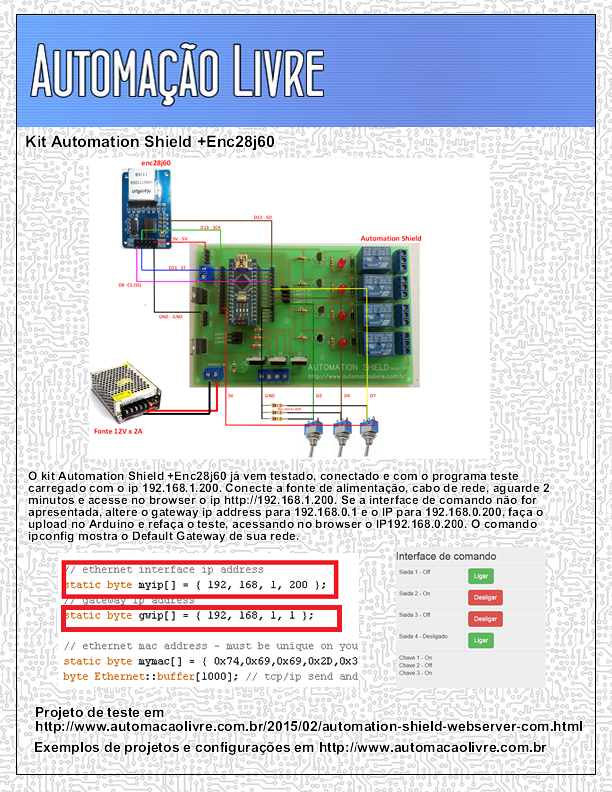 AUTOMAÇÃO LIVRE
Kit Automation Shield +Enc28j60
enc28j60
HanRun
D12 - SO
D13 - SCK
5V - 5V
Automation Shield
D11 - ST
D8 CS (SS)
GND - GND
AUTOMATION SHIELD
http://www.automacaolivre.com.br
5V
GND
D2
D7
Fonte 12V x 2A
O kit Automation Shield +Enc28j60 já vem testado, conectado e com o programa teste
carregado com o ip 192.168.1.200. Conecte a fonte de alimentação, cabo de rede, aguarde 2
minutos e acesse no browser o ip http://192.168.1.200. Se a interface de comando não for
apresentada, altere o gateway ip address para 192.168.0.1 e o IP para 192.168.0.200, faça o
upload no Arduino e refaça o teste, acessando no browser o IP192.168.0.200. O comando
ipconfig mostra o Default Gateway de sua rede.
// ethernet interface ip address
static byte myip[] = { 192, 168, 1, 200 };
// gateway ip address
static byte gwip[] = { 192, 168, 1, 1 };
// ethernet mac address - must be unique on you
static byte mymac[] = { 0x74,0x69,0x69,0x2D,0x3
byte Ethernet::buffer[1000]; // tcp/ip send and
Interface de comando
Saida 1 - Off
Ligar
Saida 2 - On
Desligar
Saida 3 - Off
Desligar
Saida 4 - Desligado
Ligar
Chave 1 - On
Chave 2 - Off
Chave 3 - On
Projeto de teste em
http://www.automacaolivre.com.br/2015/02/automation-shield-webserver-com.html
Exemplos de projetos e configurações em http://www.automacaolivre.com.br